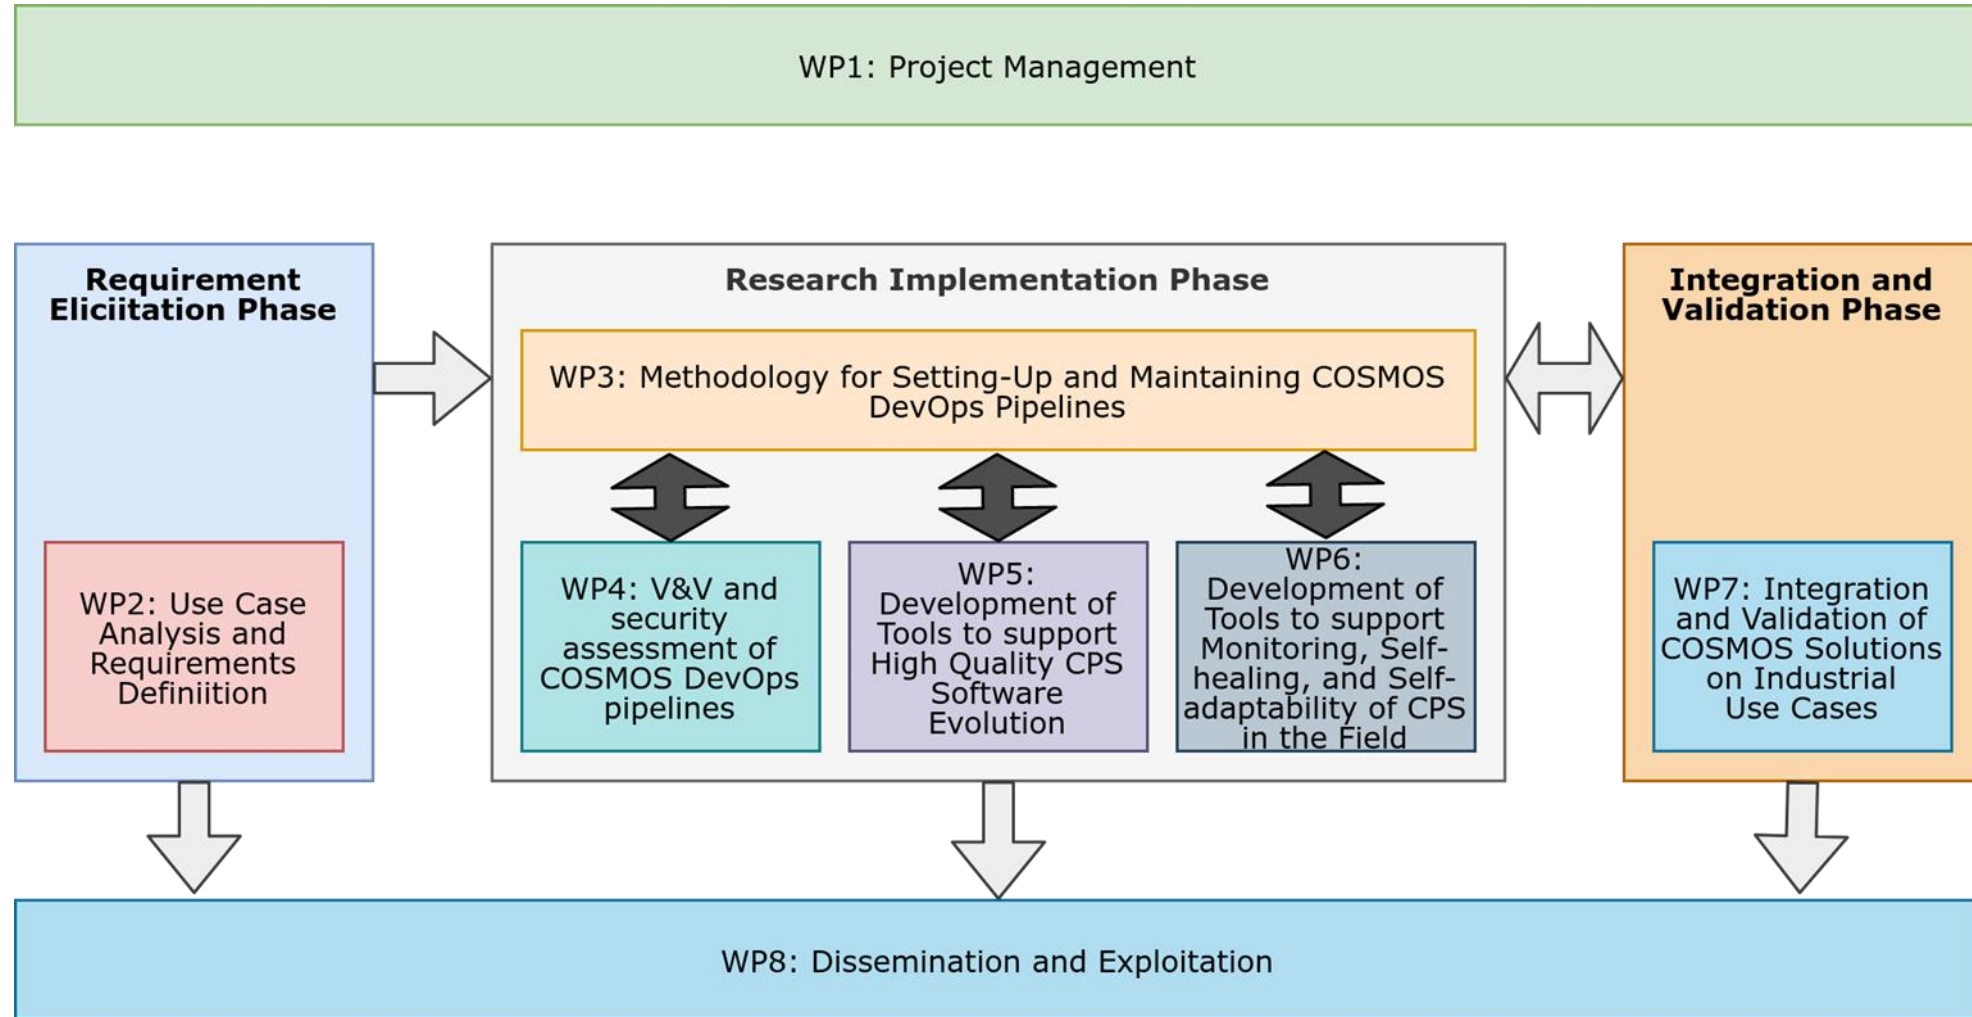 WP1: Project Management
Requirement
Eliciitation Phase
WP2: Use Case
Analysis and
Requirements
Definiition
Research Implementation Phase
WP3: Methodology for Setting-Up and Maintaining COSMOS
DevOps Pipelines
WP4: V&V and
security
assessment of
COSMOS DevOps
pipelines
WP5:
Development of
Tools to support
High Quality CPS
Software
Evolution
WP6:
Development of
Tools to support
Monitoring, Self-
healing, and Self-
adaptability of CPS
in the Field
Integration and
Validation Phase
WP7: Integration
and Validation of
COSMOS Solutions
on Industrial
Use Cases
WP8: Dissemination and Exploitation